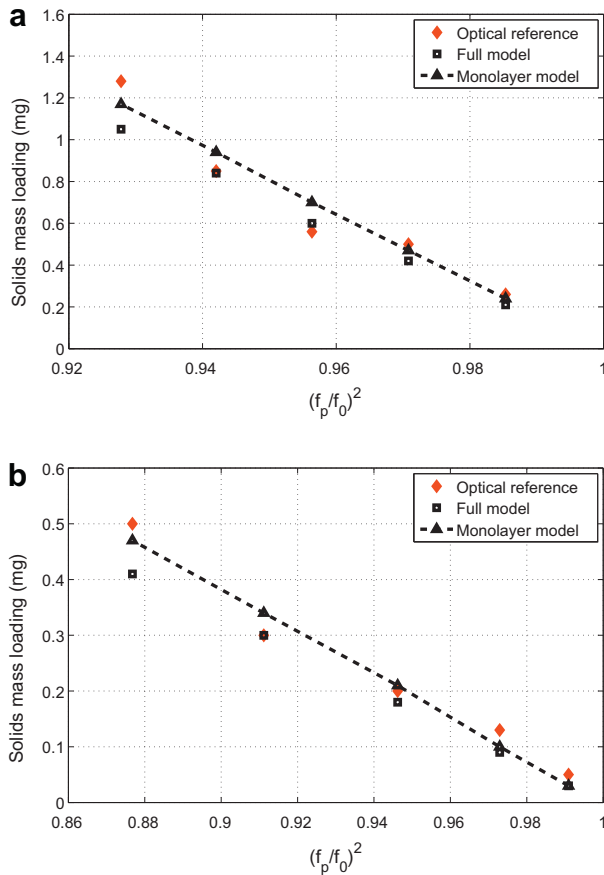 a
1.6
1.4
1.2
1
0.8
0.6
0.4
0.2
0
Solids mass loading (mg)
Optical reference
Full model
Monolayer model
0.92
0.94
0.96
0.98
1
(f_p/f_0)^2
b
0.6
0.5
0.4
0.3
0.2
0.1
0
Solids mass loading (mg)
Optical reference
Full model
Monolayer model
0.86
0.88
0.9
0.92
0.94
0.96
0.98
1
(f_p/f_0)^2